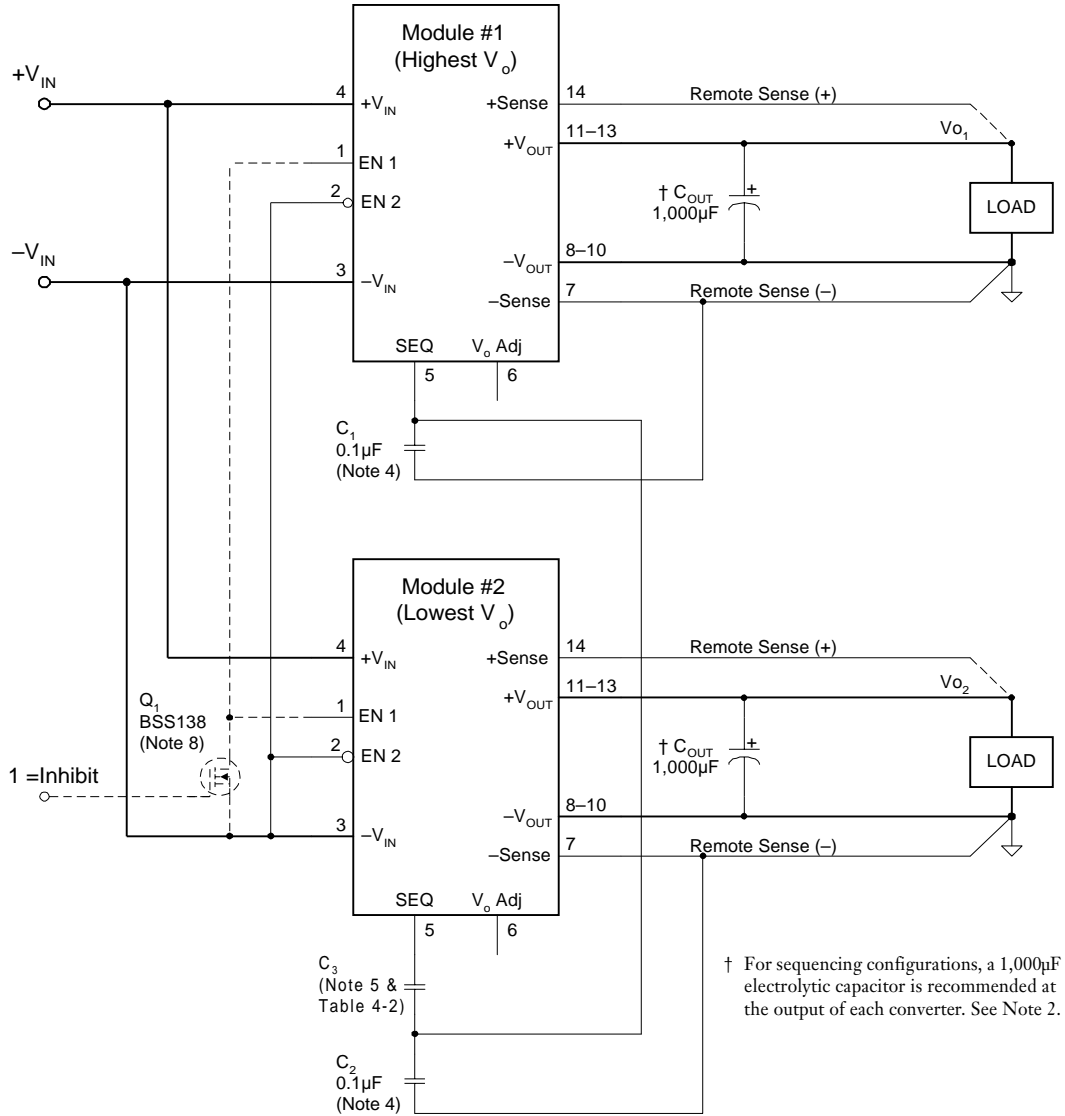 Module #1
(Highest Vo)
+VIN
4
+VIN
+Sense
14
Remote Sense (+)
11–13
+VOUT
Vo1
1
EN 1
2
EN 2
† COUT
1,000µF
+
LOAD
–VIN
3
–VIN
8–10
–VOUT
7
–Sense
Remote Sense (–)
SEQ
Vo Adj
5
6
C1
0.1µF
(Note 4)
Module #2
(Lowest Vo)
4
+VIN
+Sense
14
Remote Sense (+)
11–13
+VOUT
Vo2
Q1
BSS138
(Note 8)
1
EN 1
2
EN 2
† COUT
1,000µF
+
LOAD
1 =Inhibit
3
–VIN
8–10
–VOUT
7
–Sense
Remote Sense (–)
SEQ
Vo Adj
5
6
C3
(Note 5 &
Table 4-2)
† For sequencing configurations, a 1,000µF
electrolytic capacitor is recommended at
the output of each converter. See Note 2.
C2
0.1µF
(Note 4)